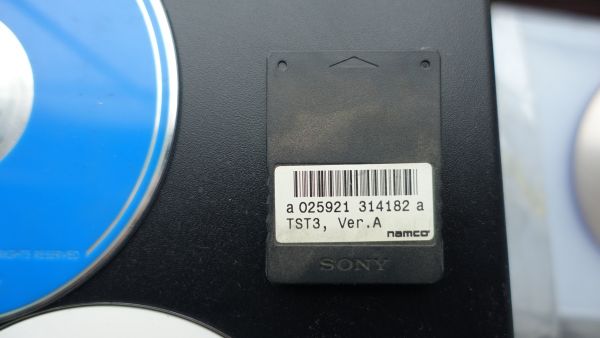 RIGHTS RESERVED
a 025921 314182 a
TST3, Ver.A
namco
SONY